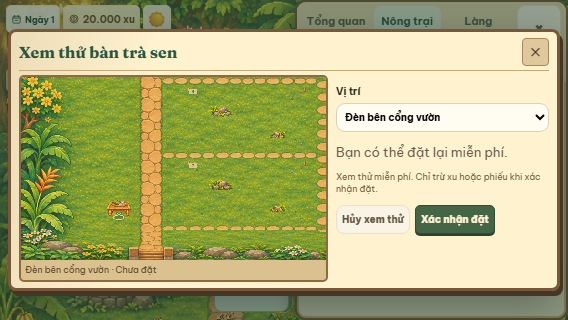 Ngày 1
20.000 xu
Tổng quan
Nông trại
Làng
Xem thử bàn trà sen
Vị trí
Đèn bên cổng vườn
Bạn có thể đặt lại miễn phí.
Xem thử miễn phí. Chỉ trừ xu hoặc phiếu khi xác
nhận đặt.
Hủy xem thử
Xác nhận đặt
Đèn bên cổng vườn · Chưa đặt